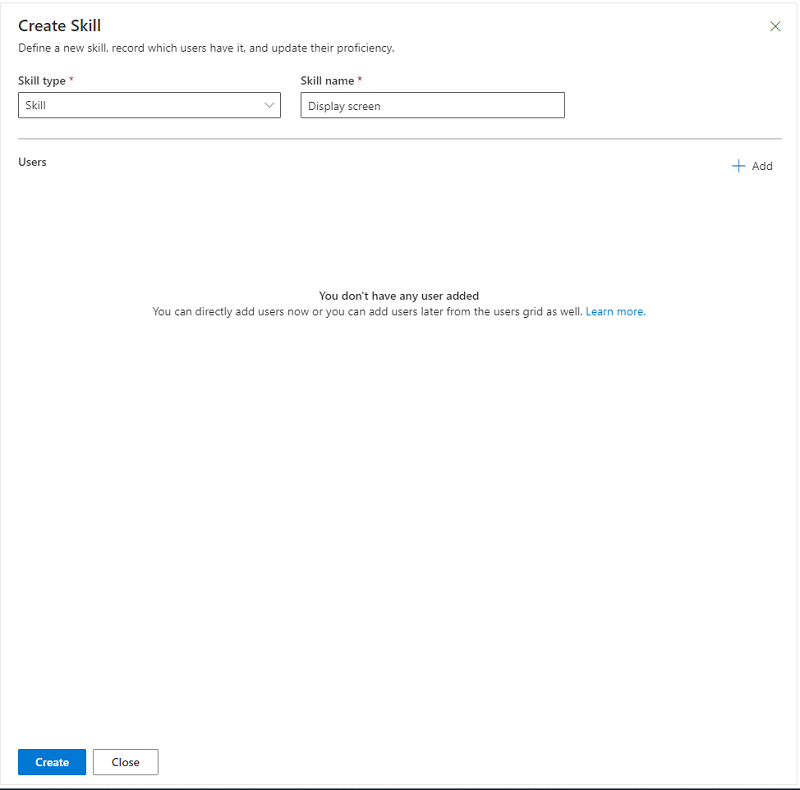 Create Skill
Define a new skill, record which users have it, and update their proficiency.
Skill type * Skill name *
Skill Display screen
Users
Add
You don't have any user added
You can directly add users now or you can add users later from the users grid as well. Learn more.
Create Close